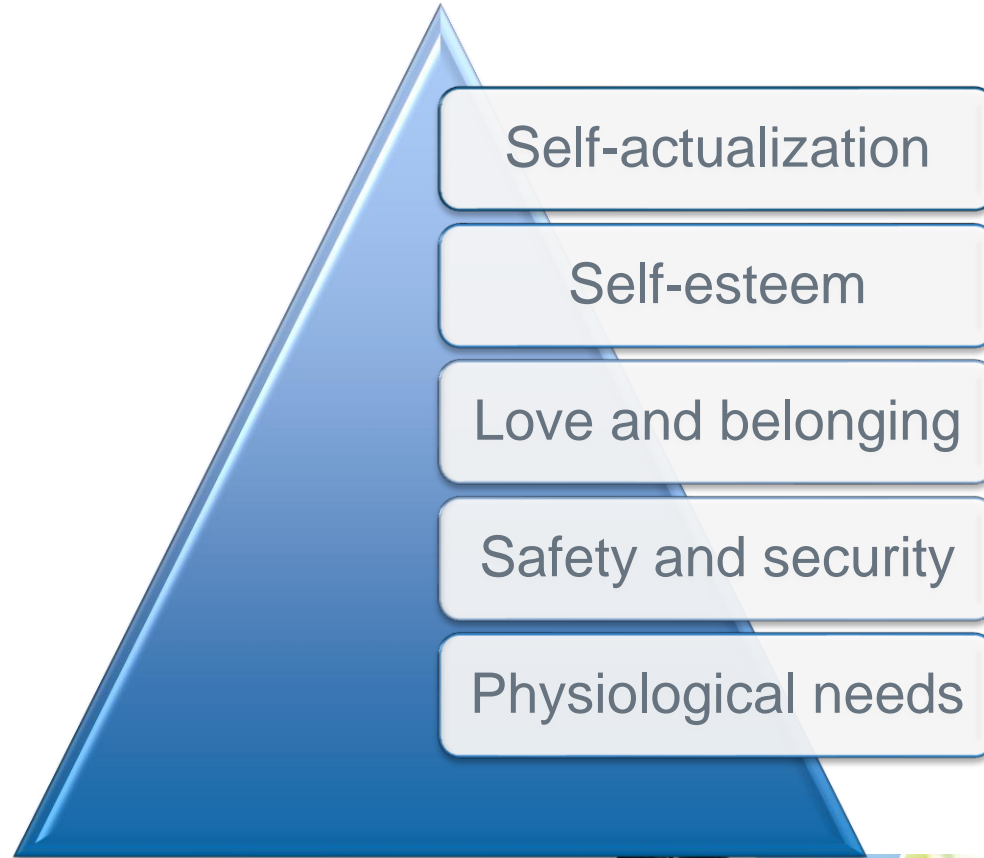 Self-actualization
Self-esteem
Love and belonging
Safety and security
Physiological needs